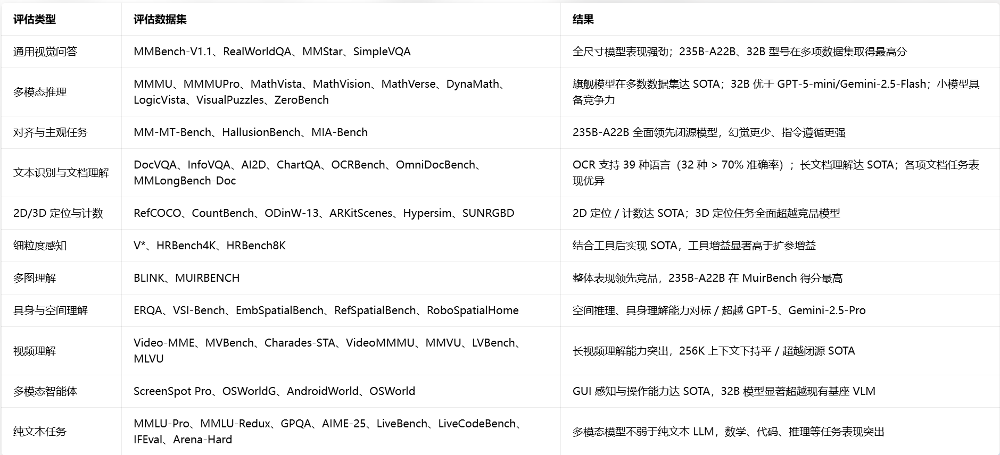 评估类型 评估数据集 结果
通用视觉问答 MMBench-V1.1、RealWorldQA、MMStar、SimpleVQA 全尺寸模型表现强劲；235B-A22B、32B 型号在多项数据集取得最高分
多模态推理
MMMU、MMMUPro、MathVista、MathVision、MathVerse、DynaMath、
LogicVista、VisualPuzzles、ZeroBench
旗舰模型在多数数据集达 SOTA；32B 优于 GPT-5-mini/Gemini-2.5-Flash；小模型具
备竞争力
对齐与主观任务 MM-MT-Bench、HallusionBench、MIA-Bench 235B-A22B 全面领先闭源模型，幻觉更少、指令遵循更强
文本识别与文档理解
DocVQA、InfoVQA、AI2D、ChartQA、OCRBench、OmniDocBench、
MMLongBench-Doc
OCR 支持 39 种语言（32 种 > 70% 准确率）；长文档理解达 SOTA；各项文档任务表
现优异
2D/3D 定位与计数 RefCOCO、CountBench、ODinW-13、ARKitScenes、Hypersim、SUNRGBD 2D 定位 / 计数达 SOTA；3D 定位任务全面超越竞品模型
细粒度感知 V*、HRBench4K、HRBench8K 结合工具后实现 SOTA，工具增益显著高于扩参增益
多图理解 BLINK、MUIRBENCH 整体表现领先竞品，235B-A22B 在 MuirBench 得分最高
具身与空间理解 ERQA、VSI-Bench、EmbSpatialBench、RefSpatialBench、RoboSpatialHome 空间推理、具身理解能力对标 / 超越 GPT-5、Gemini-2.5-Pro
视频理解
Video-MME、MVBench、Charades-STA、VideoMMMU、MMVU、LVBench、
MLVU
长视频理解能力突出，256K 上下文下持平 / 超越闭源 SOTA
多模态智能体 ScreenSpot Pro、OSWorldG、AndroidWorld、OSWorld GUI 感知与操作能力达 SOTA，32B 模型显著超越现有基座 VLM
纯文本任务
MMLU-Pro、MMLU-Redux、GPQA、AIME-25、LiveBench、LiveCodeBench、
IFEval、Arena-Hard
多模态模型不弱于纯文本 LLM，数学、代码、推理等任务表现突出